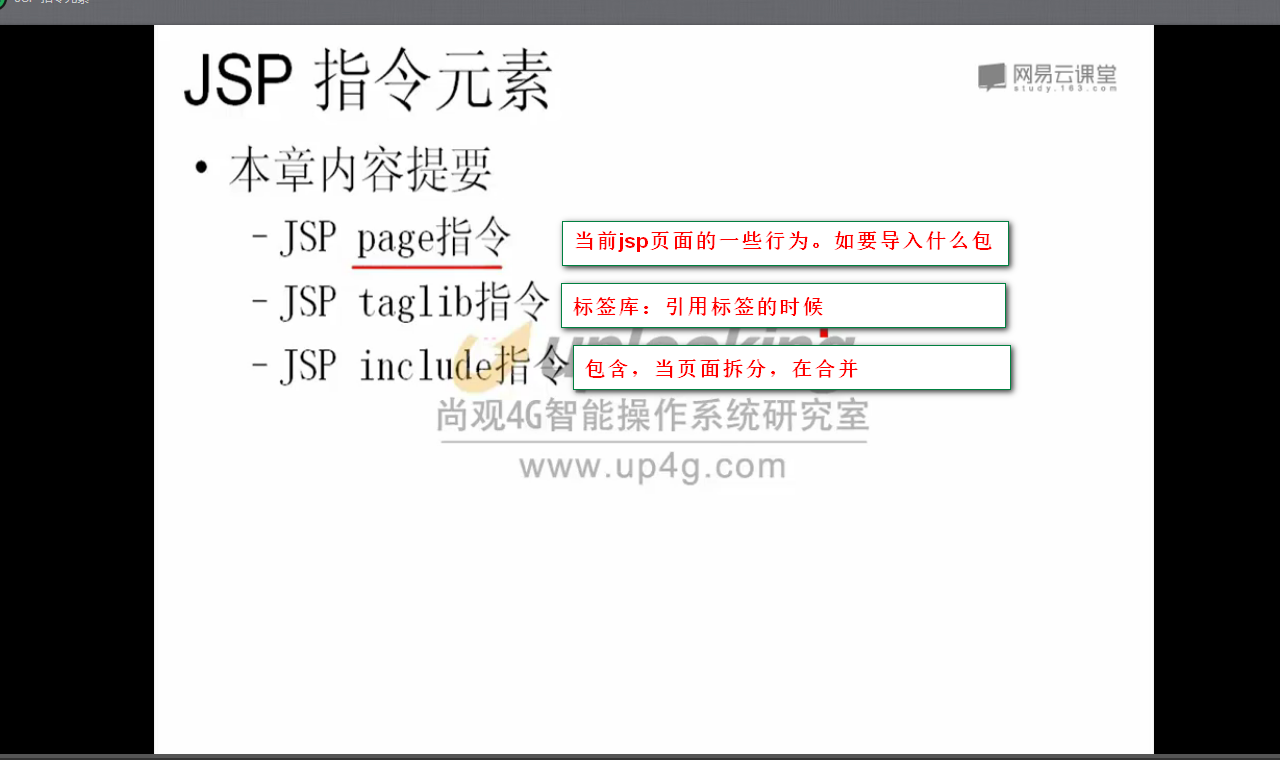 JSP 指令元素
JSP 指令元素
网易云课堂
study.163.com
• 本章内容提要
– JSP page指令
当前jsp页面的一些行为。如要导入什么包
– JSP taglib指令
标签库：引用标签的时候
– JSP include指令
包含，当页面拆分，在合并
尚观4G智能操作系统研究室
www.up4g.com